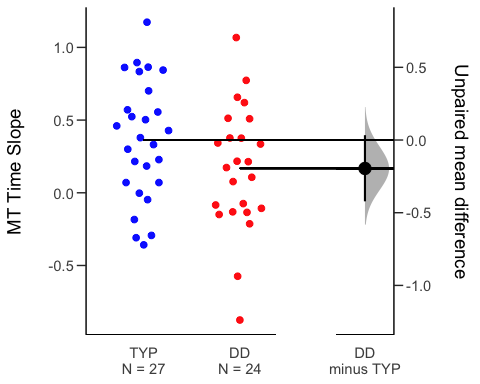 MT Time Slope
1.0
0.5
0.0
-0.5
0.5
0.0
-0.5
-1.0
Unpaired mean difference
TYP
N = 27
DD
N = 24
DD
minus TYP